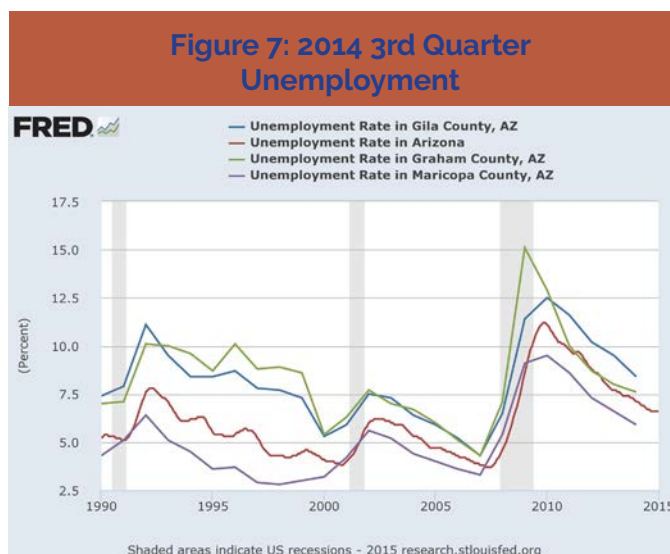 Figure 7: 2014 3rd Quarter
Unemployment
FRED
Unemployment Rate in Gila County, AZ
Unemployment Rate in Arizona
Unemployment Rate in Graham County, AZ
Unemployment Rate in Maricopa County, AZ
17.5
15.0
12.5
10.0
7.5
5.0
2.5
(Percent)
1990 1995 2000 2005 2010 2015
Shaded areas indicate US recessions - 2015 research.stlouisfed.org